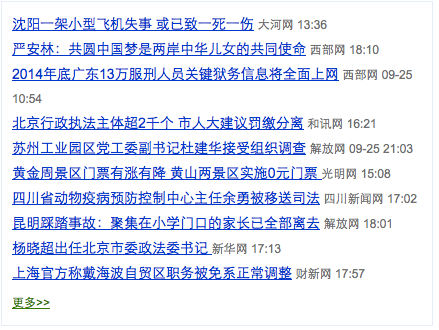 沈阳一架小型飞机失事 或已致一死一伤 大河网 13:36
严安林：共圆中国梦是两岸中华儿女的共同使命 西部网 18:10
2014年底广东13万服刑人员关键狱务信息将全面上网 西部网 09-25
10:54
北京行政执法主体超2千个 市人大建议罚缴分离 和讯网 16:21
苏州工业园区党工委副书记杜建华接受组织调查 解放网 09-25 21:03
黄金周景区门票有涨有降 黄山两景区实施0元门票 光明网 15:08
四川省动物疫病预防控制中心主任余勇被移送司法 四川新闻网 17:02
昆明踩踏事故：聚集在小学门口的家长已全部离去 解放网 18:01
杨晓超出任北京市委政法委书记 新华网 17:13
上海官方称戴海波自贸区职务被免系正常调整 财新网 17:57
更多>>